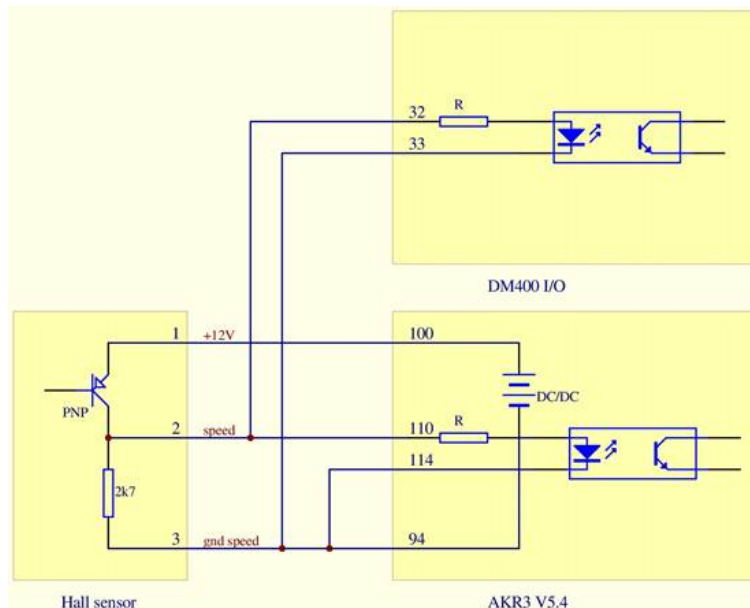 32
R
33
DM400 I/O
1
+12V
100
DC/DC
PNP
2
speed
110
R
114
2k7
3
gnd speed
94
Hall sensor
AKR3 V5.4